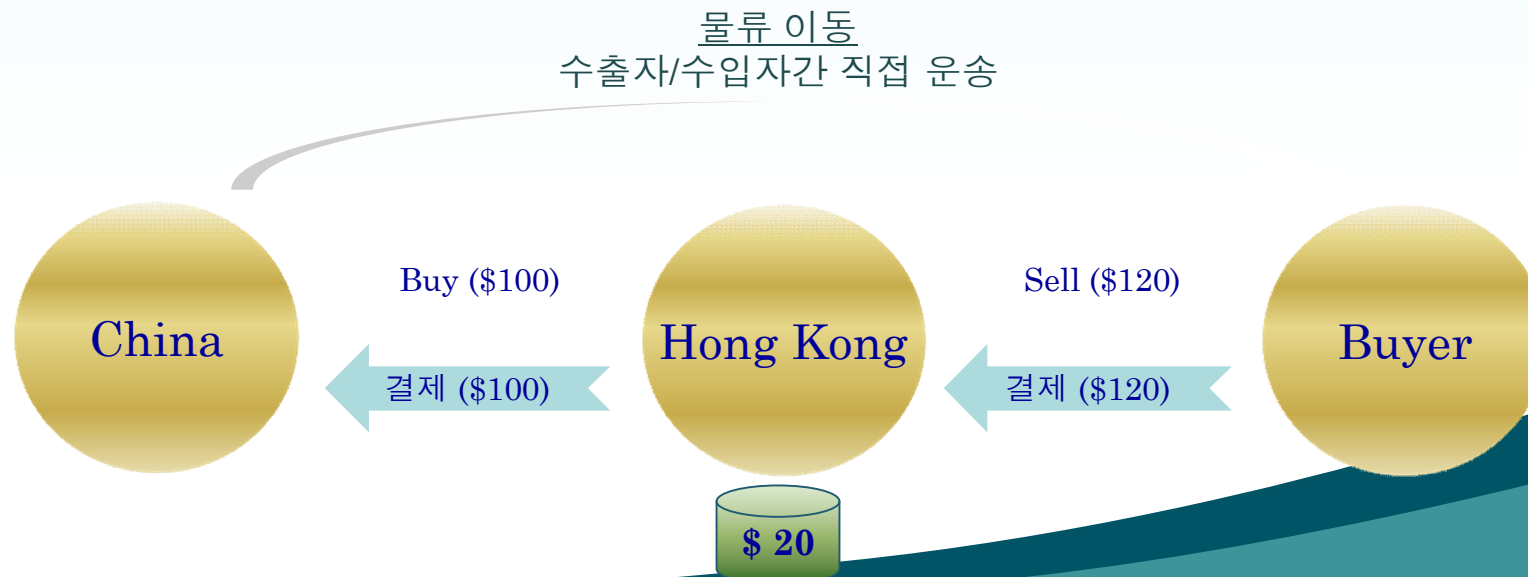 물류 이동
수출자/수입자간 직접 운송
Buy ($100)
Sell ($120)
China
Hong Kong
Buyer
결제 ($100)
결제 ($120)
$ 20